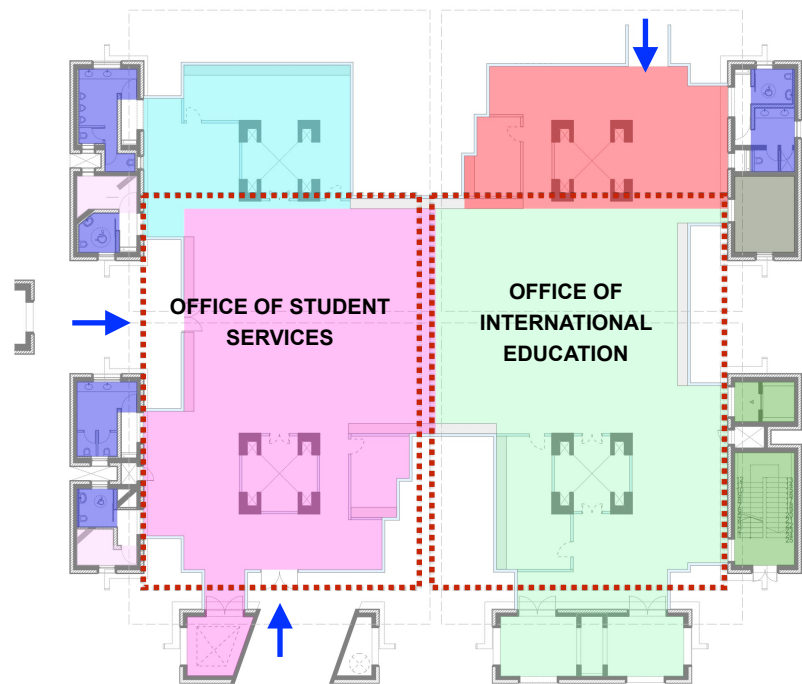 OFFICE OF STUDENT
SERVICES
OFFICE OF
INTERNATIONAL
EDUCATION